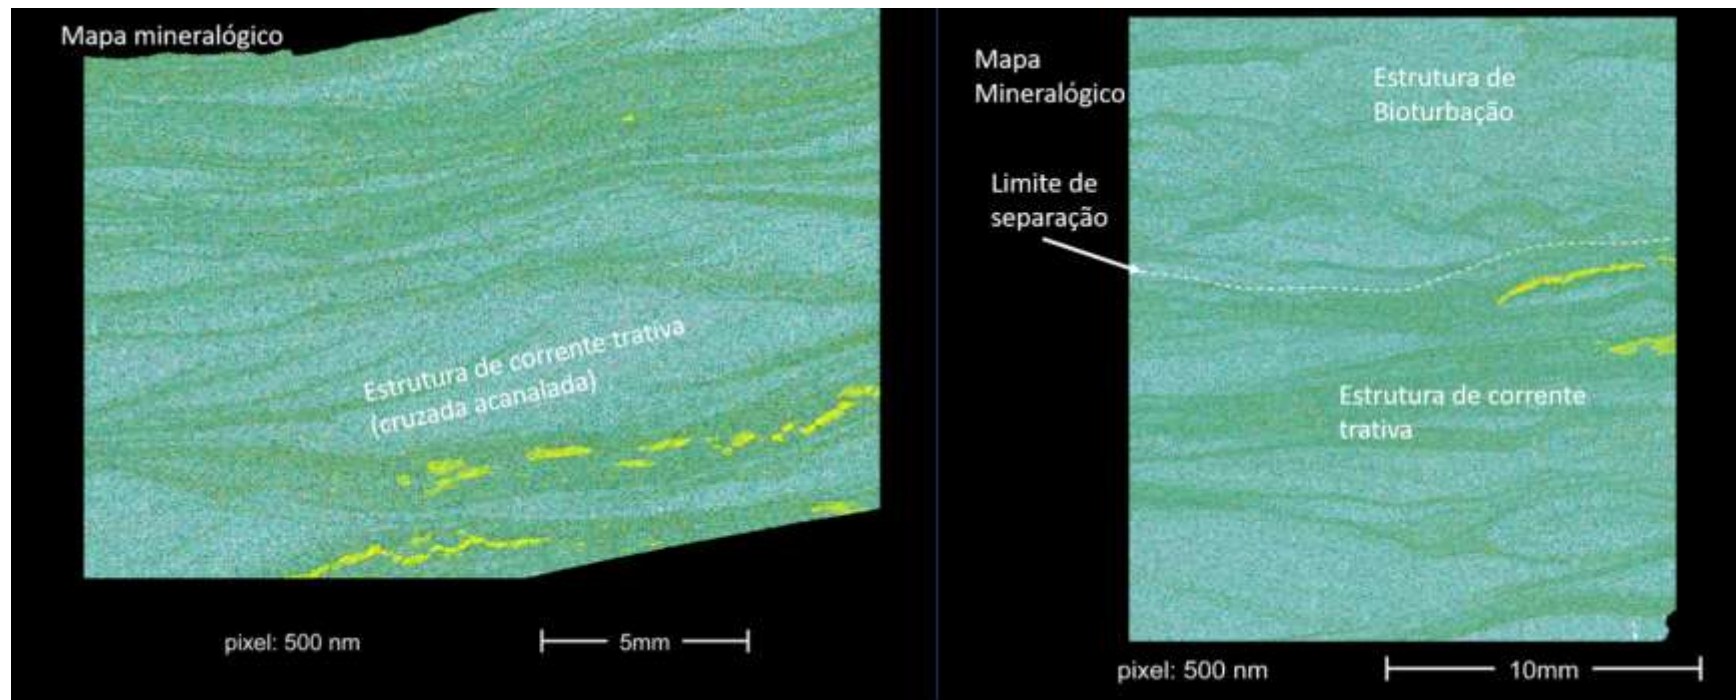 Mapa mineralógico
Estrutura de corrente trativa
(cruzada acanalada)
pixel: 500 nm
5mm
Mapa
Mineralógico
Estrutura de
Bioturbação
Limite de
separação
Estrutura de corrente
trativa
pixel: 500 nm
10mm